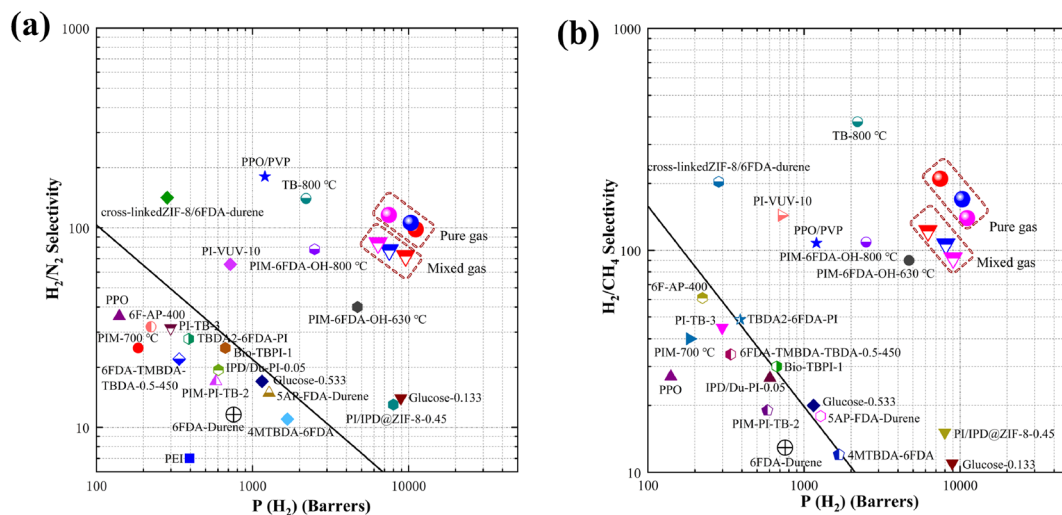 (a)
1000
100
10
H₂/N₂ Selectivity
PPO/PVP
TB-800 ℃
cross-linkedZIF-8/6FDA-durene
Pure gas
PI-VUV-10
PIM-6FDA-OH-800 ℃
Mixed gas
PPO
6F-AP-400
PIM-6FDA-OH-630 ℃
PI-TB-3
PIM-700 ℃
TBDA2-6FDA-PI
Bio-TBPI-1
6FDA-TMBDA-
TBDA-0.5-450
IPD/Du-PI-0.05
Glucose-0.533
PIM-PI-TB-2
5AP-FDA-Durene
Glucose-0.133
PI/IPD@ZIF-8-0.45
6FDA-Durene
4MTBDA-6FDA
PEI
100
1000
10000
P (H₂) (Barrers)
(b)
1000
100
10
H₂/CH₄ Selectivity
TB-800 ℃
cross-linkedZIF-8/6FDA-durene
PI-VUV-10
Pure gas
PPO/PVP
PIM-6FDA-OH-800 ℃
Mixed gas
PIM-6FDA-OH-630 ℃
6F-AP-400
PI-TB-3
TBDA2-6FDA-PI
PIM-700 ℃
6FDA-TMBDA-TBDA-0.5-450
Bio-TBPI-1
PPO
IPD/Du-PI-0.05
Glucose-0.533
PIM-PI-TB-2
5AP-FDA-Durene
PI/IPD@ZIF-8-0.45
6FDA-Durene
4MTBDA-6FDA
Glucose-0.133
100
1000
10000
P (H₂) (Barrers)